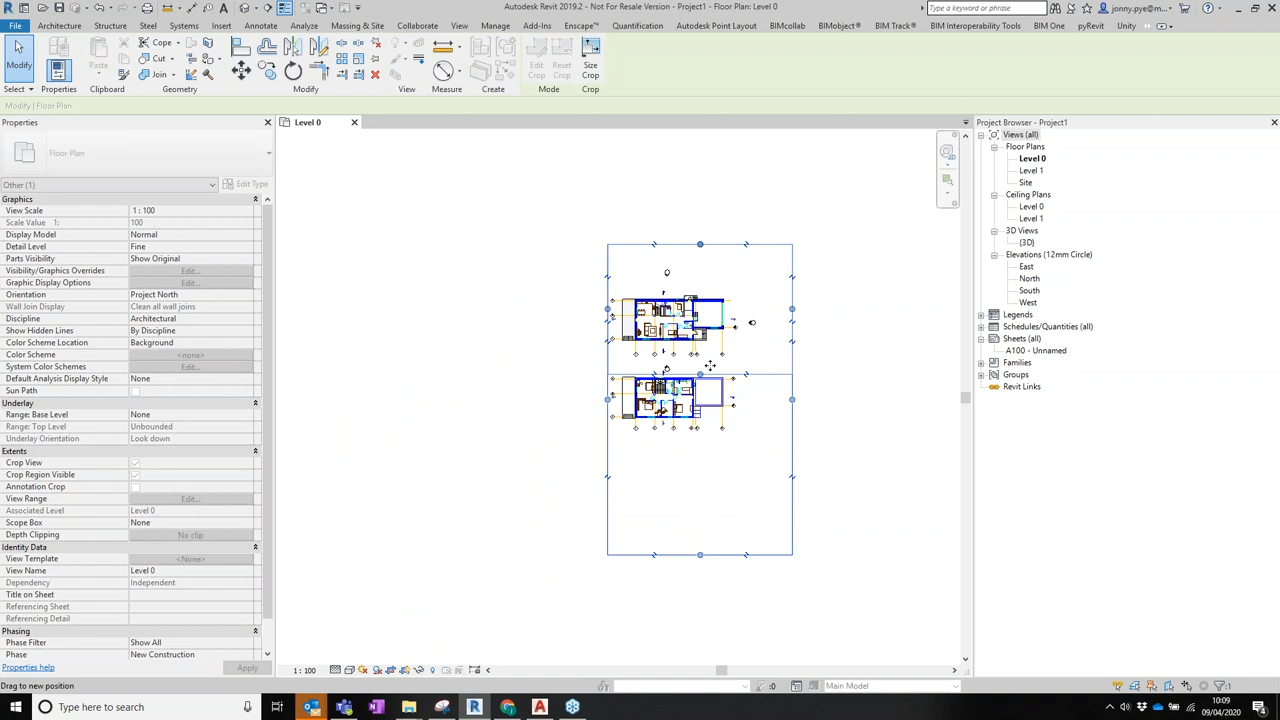 Autodesk Revit 2019.2 - Not For Resale Version - Project1 - Floor Plan: Level 0
Type a keyword or phrase
jonny.pye@m...
File Architecture Structure Steel Systems Insert Annotate Analyze Massing & Site Collaborate View Manage Add-Ins Enscape™ Quantification Autodesk Point Layout BIMcollab BIMobject® BIM Track® BIM Interoperability Tools BIM One pyRevit
Modify Cope Cut Join Paste Edit Crop Reset Crop Size Crop
Select Properties Clipboard Geometry Modify View Measure Create Mode Crop
Modify | Floor Plan
Properties
Level 0
Project Browser - Project1
Floor Plan
Other (1) Edit Type
Graphics
View Scale 1 : 100
Scale Value 1: 100
Display Model Normal
Detail Level Fine
Parts Visibility Show Original
Visibility/Graphics Overrides Edit...
Graphic Display Options Edit...
Orientation Project North
Wall Join Display Clean all wall joins
Discipline Architectural
Show Hidden Lines By Discipline
Color Scheme Location Background
Color Scheme <none>
System Color Schemes Edit...
Default Analysis Display Style None
Sun Path
Underlay
Range: Base Level None
Range: Top Level Unbounded
Underlay Orientation Look down
Extents
Crop View
Crop Region Visible
Annotation Crop
View Range Edit...
Associated Level Level 0
Scope Box None
Depth Clipping No clip
Identity Data
View Template <None>
View Name Level 0
Dependency Independent
Title on Sheet
Referencing Sheet
Referencing Detail
Phasing
Phase Filter Show All
Phase New Construction
Properties help Apply
Views (all)
Floor Plans
Level 0
Level 1
Site
Ceiling Plans
Level 0
Level 1
3D Views
{3D}
Elevations (12mm Circle)
East
North
South
West
Legends
Schedules/Quantities (all)
Sheets (all)
A100 - Unnamed
Families
Groups
Revit Links
1 : 100
Drag to new position
:0 Main Model :1
Type here to search
10:09
09/04/2020